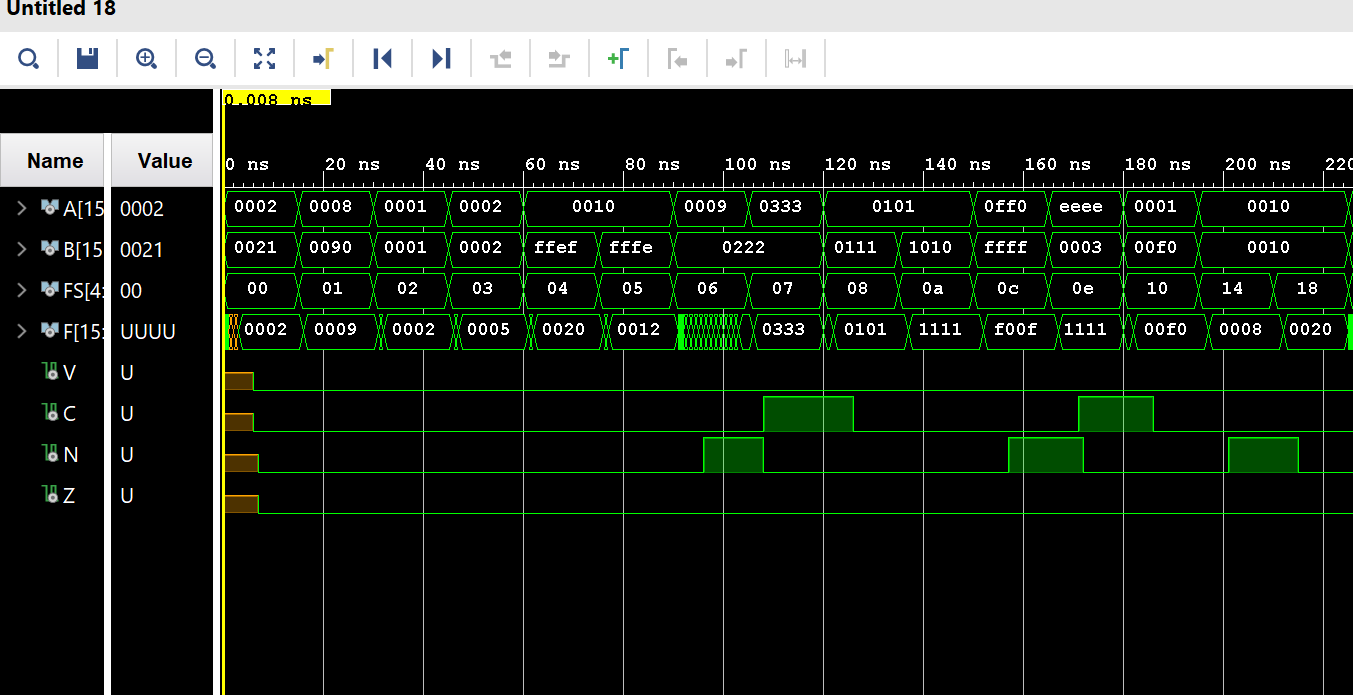 Untitled 18
0.008 ns
Name Value
0 ns 20 ns 40 ns 60 ns 80 ns 100 ns 120 ns 140 ns 160 ns 180 ns 200 ns 220
A[15 0002 0002 0008 0001 0002 0010 0009 0333 0101 0ff0 eeee 0001 0010
B[15 0021 0021 0090 0001 0002 ffef fffe 0222 0111 1010 ffff 0003 00f0 0010
FS[4: 00 00 01 02 03 04 05 06 07 08 0a 0c 0e 10 14 18
F[15: UUUU 0002 0009 0002 0005 0020 0012 0333 0101 1111 f00f 1111 00f0 0008 0020
V U
C U
N U
Z U